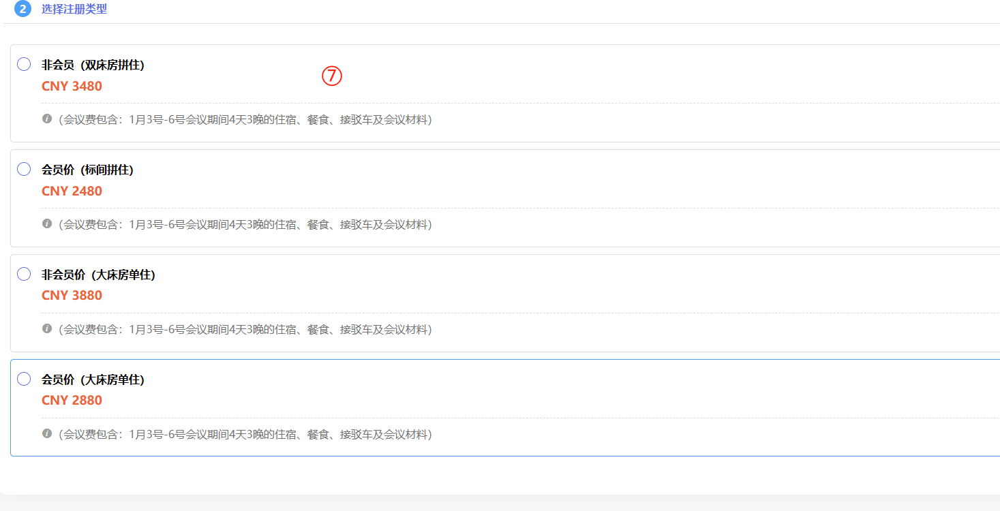 2 选择注册类型
非会员（双床房拼住）
⑦
CNY 3480
（会议费包含：1月3号-6号会议期间4天3晚的住宿、餐食、接驳车及会议材料）
会员价（标间拼住）
CNY 2480
（会议费包含：1月3号-6号会议期间4天3晚的住宿、餐食、接驳车及会议材料）
非会员价（大床房单住）
CNY 3880
（会议费包含：1月3号-6号会议期间4天3晚的住宿、餐食、接驳车及会议材料）
会员价（大床房单住）
CNY 2880
（会议费包含：1月3号-6号会议期间4天3晚的住宿、餐食、接驳车及会议材料）